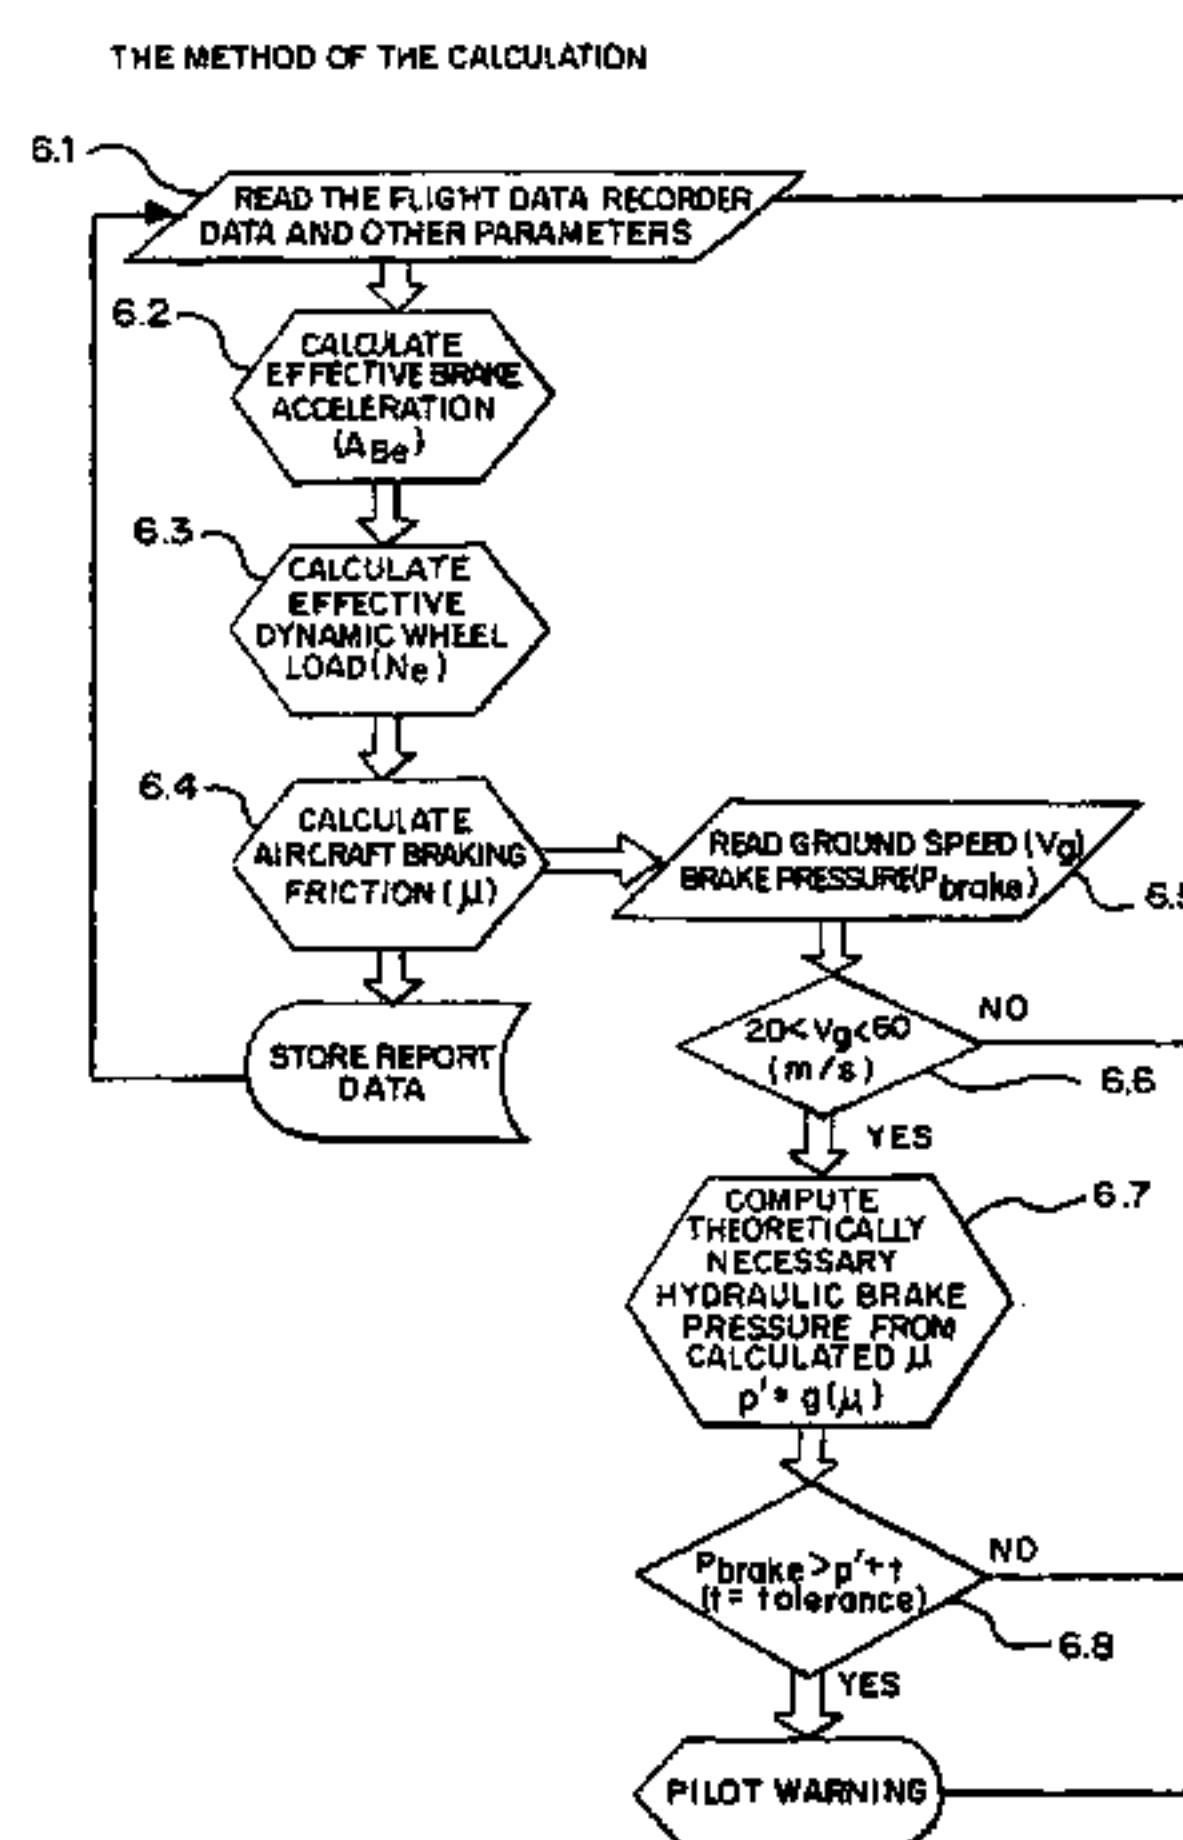 THE METHOD OF THE CALCULATION
6.1
READ THE FLIGHT DATA RECORDER
DATA AND OTHER PARAMETERS
6.2
CALCULATE
EFFECTIVE BRAKE
ACCELERATION
(ABe)
6.3
CALCULATE
EFFECTIVE
DYNAMIC WHEEL
LOAD (Ne)
6.4
CALCULATE
AIRCRAFT BRAKING
FRICTION (μ)
READ GROUND SPEED (Vg)
BRAKE PRESSURE (Pbrake)
6.5
STORE REPORT
DATA
20<Vg<60
(m/s)
NO
6.6
YES
COMPUTE
THEORETICALLY
NECESSARY
HYDRAULIC BRAKE
PRESSURE FROM
CALCULATED μ
p'= g(μ)
6.7
Pbrake>p'+t
(t= tolerance)
NO
6.8
YES
PILOT WARNING